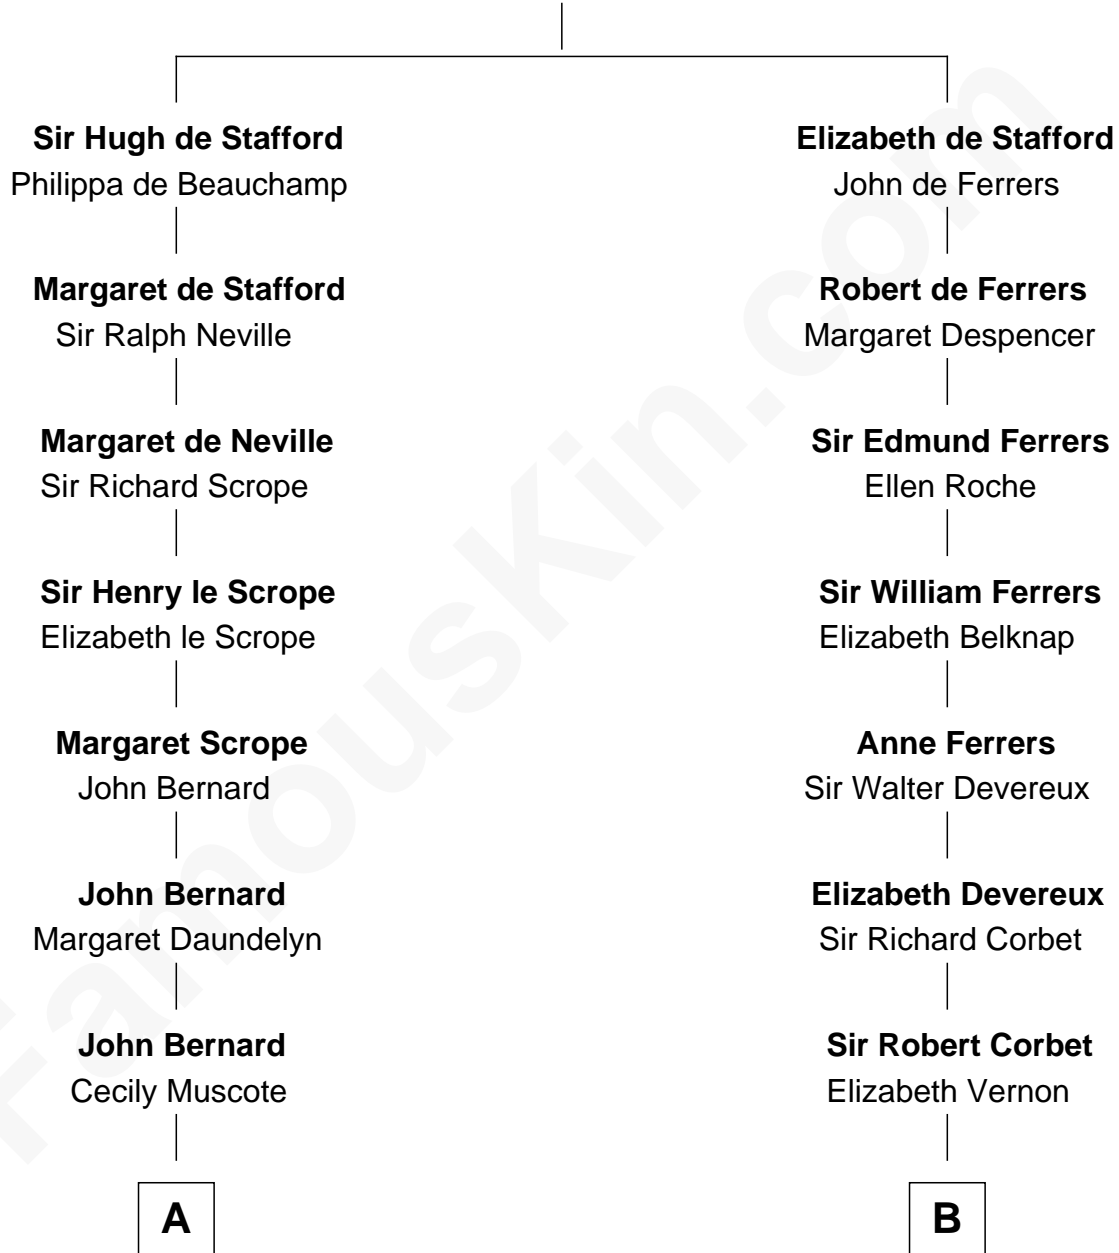 Sir Hugh de Stafford
Philippa de Beauchamp
Margaret de Stafford
Sir Ralph Neville
Margaret de Neville
Sir Richard Scrope
Sir Henry le Scrope
Elizabeth le Scrope
Margaret Scrope
John Bernard
John Bernard
Margaret Daundelyn
John Bernard
Cecily Muscote
A
Elizabeth de Stafford
John de Ferrers
Robert de Ferrers
Margaret Despencer
Sir Edmund Ferrers
Ellen Roche
Sir William Ferrers
Elizabeth Belknap
Anne Ferrers
Sir Walter Devereux
Elizabeth Devereux
Sir Richard Corbet
Sir Robert Corbet
Elizabeth Vernon
B
FamousKin.com